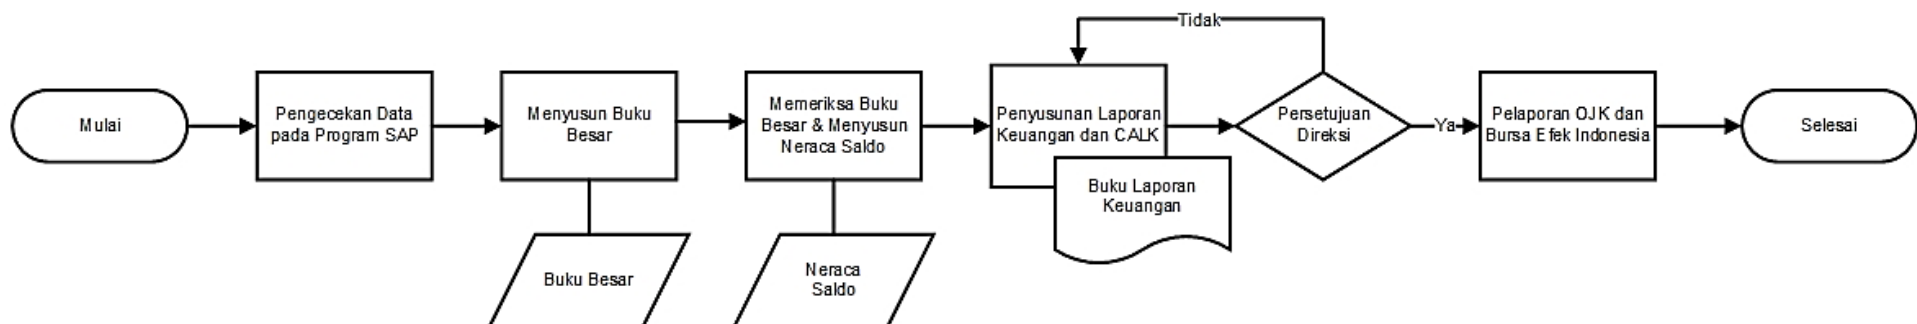 Tidak
Mulai
Pengecekan Data
pada Program SAP
Menyusun Buku
Besar
Memeriksa Buku
Besar & Menyusun
Neraca Saldo
Penyusunan Laporan
Keuangan dan CALK
Persetujuan
Direksi
Ya
Pelaporan OJK dan
Bursa Efek Indonesia
Selesai
Buku Laporan
Keuangan
Buku Besar
Neraca
Saldo